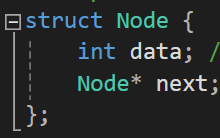 struct Node {
int data; /
Node* next;
};